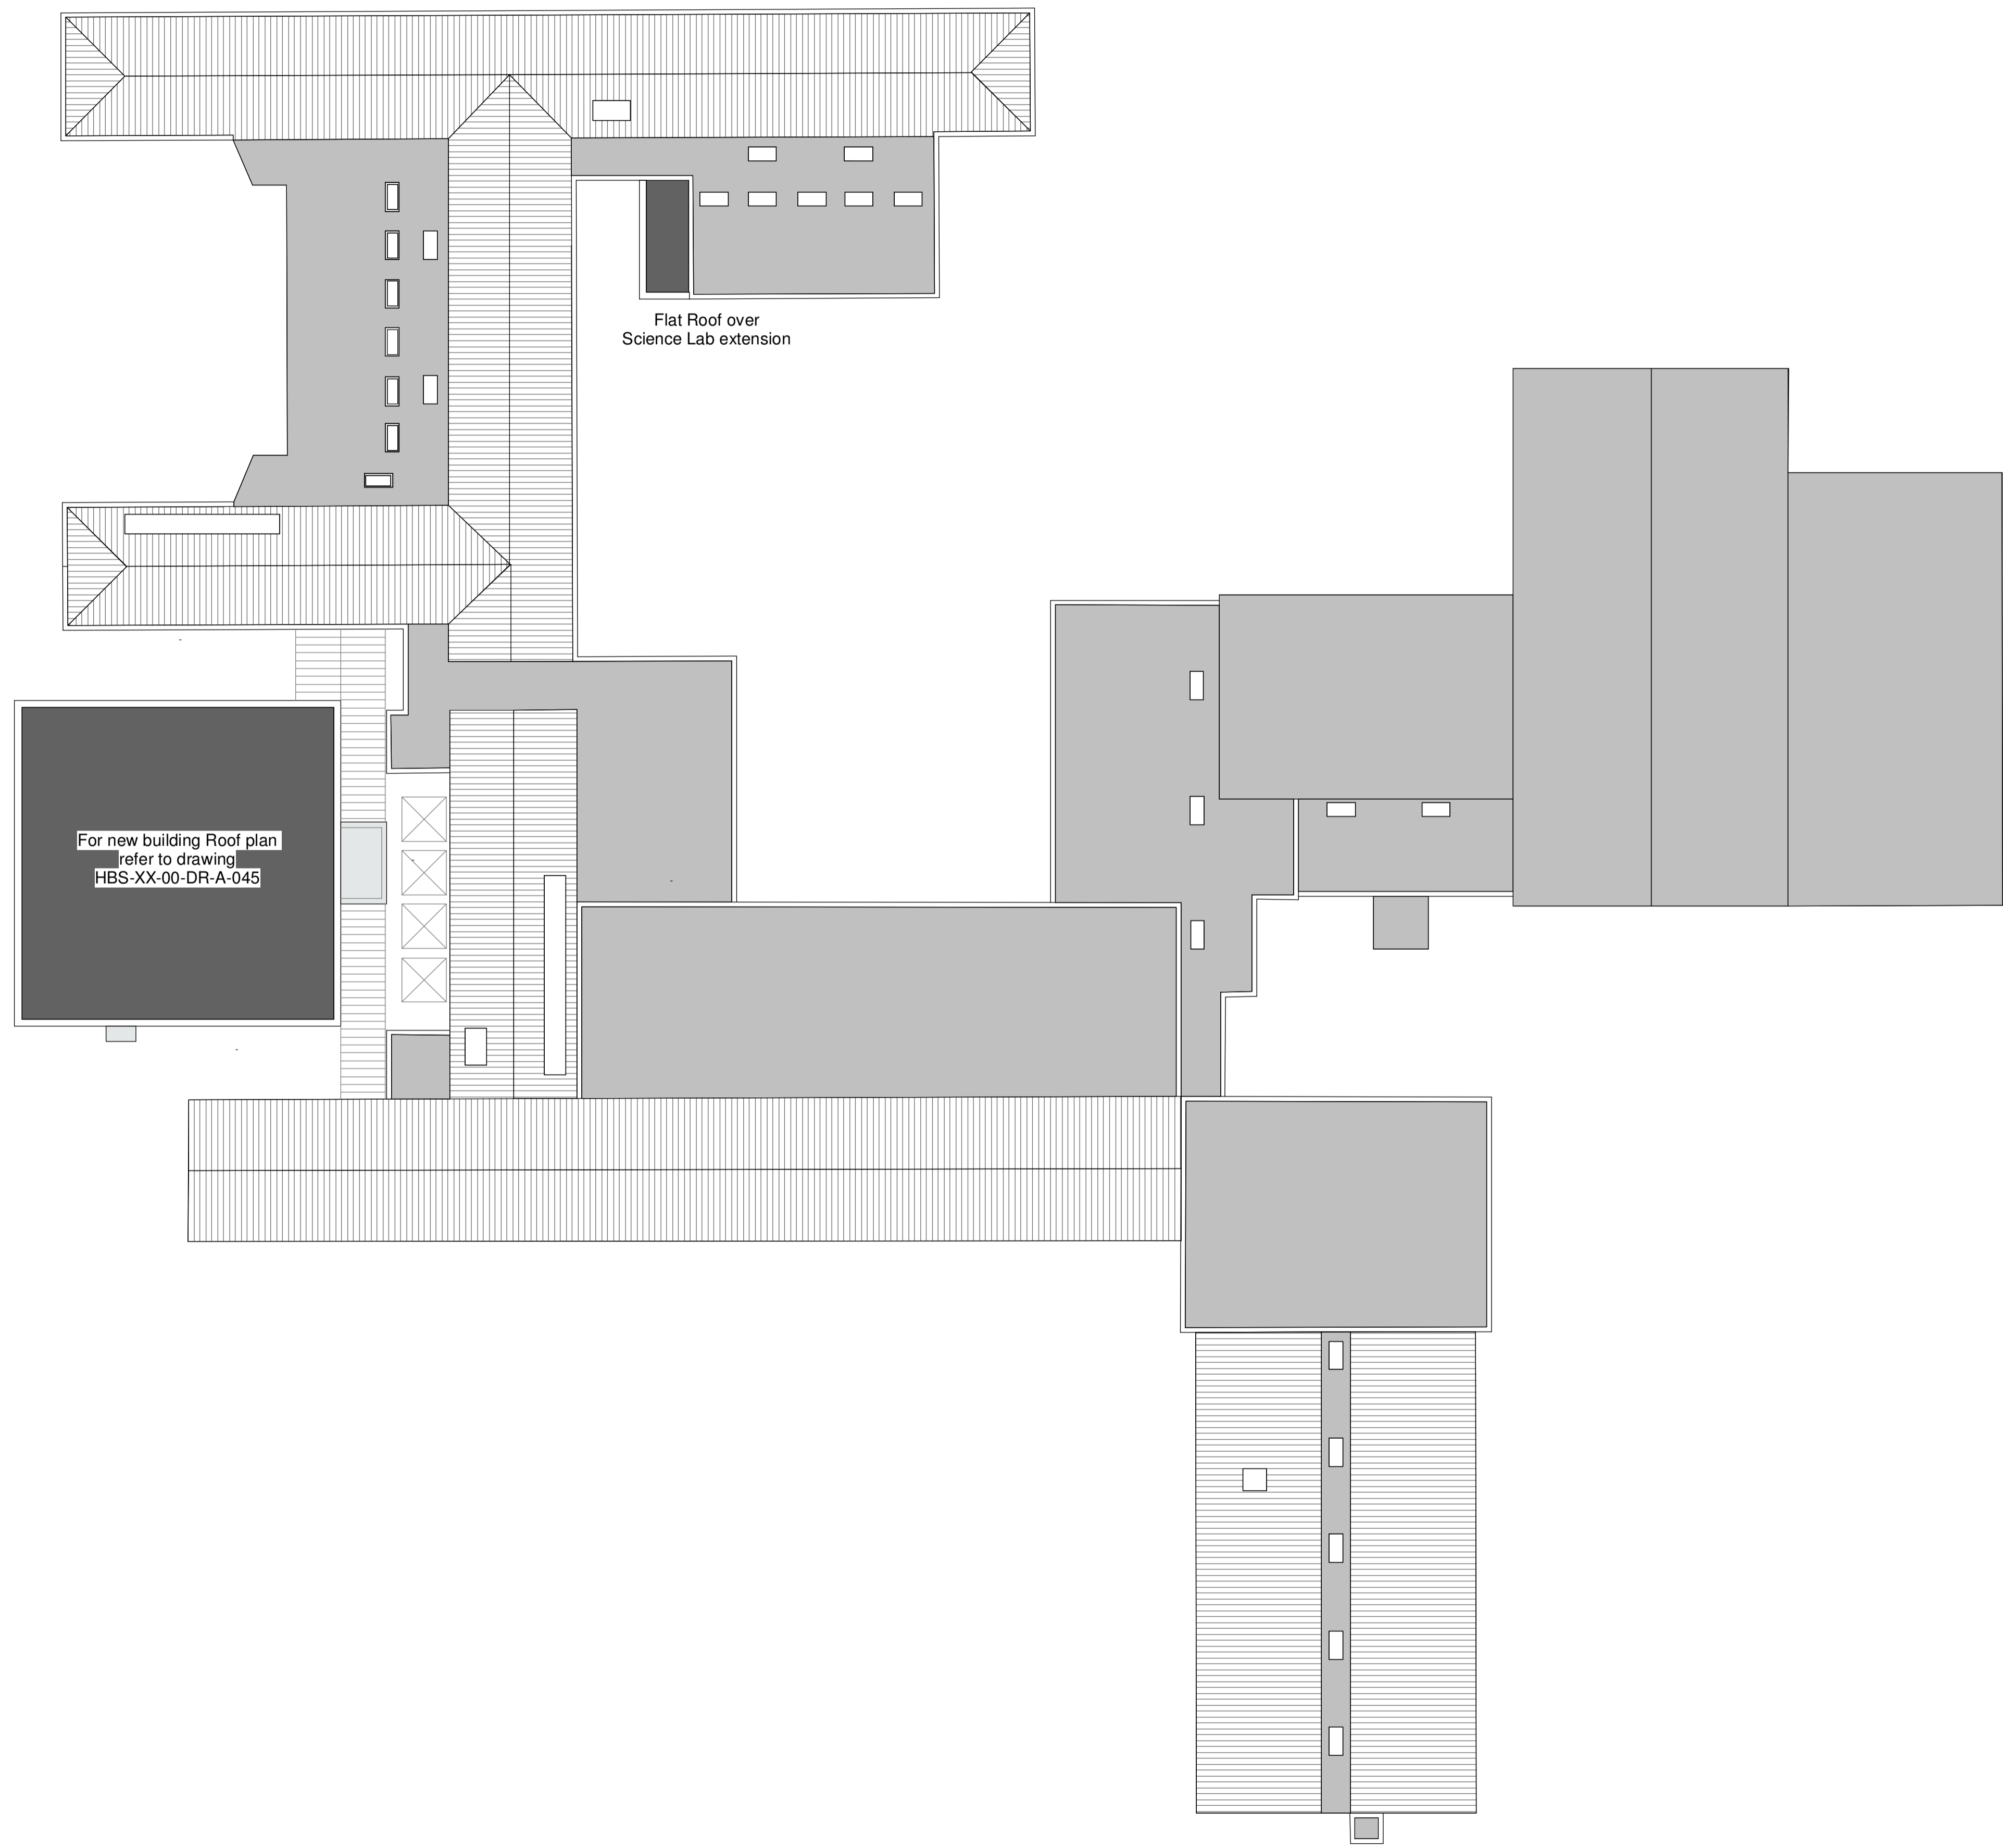 Flat Roof over
Science Lab extension
For new building Roof plan
refer to drawing
HBS-XX-00-DR-A-045